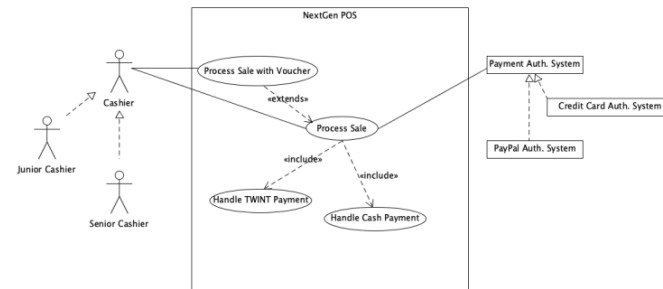 NextGen POS
Process Sale with Voucher
Payment Auth. System
«extends»
Cashier
Credit Card Auth. System
Process Sale
PayPal Auth. System
Junior Cashier
«include»
«include»
Handle TWINT Payment
Handle Cash Payment
Senior Cashier